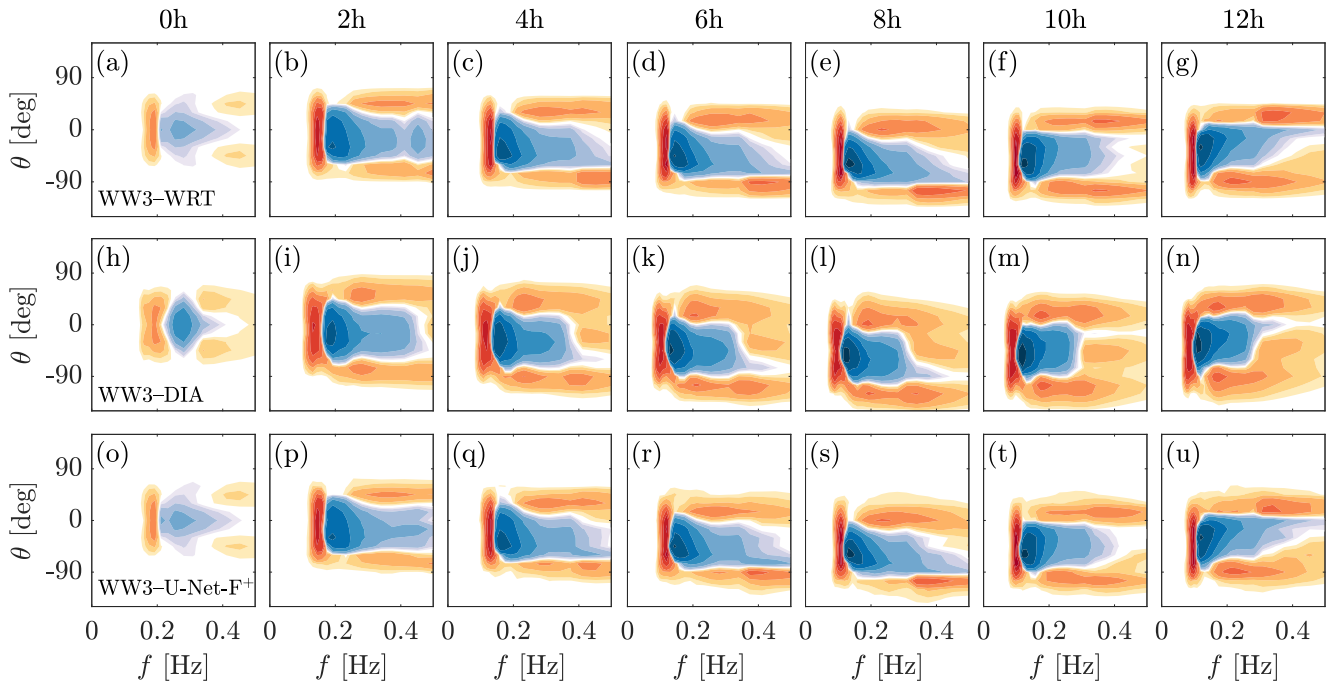 0h 2h 4h 6h 8h 10h 12h
(a) (b) (c) (d) (e) (f) (g)
90
0
-90
θ [deg]
WW3–WRT
(h) (i) (j) (k) (l) (m) (n)
90
0
-90
θ [deg]
WW3–DIA
(o) (p) (q) (r) (s) (t) (u)
90
0
-90
θ [deg]
WW3–U-Net-F⁺
0 0.2 0.4 0 0.2 0.4 0 0.2 0.4 0 0.2 0.4 0 0.2 0.4 0 0.2 0.4 0 0.2 0.4
f [Hz] f [Hz] f [Hz] f [Hz] f [Hz] f [Hz] f [Hz]